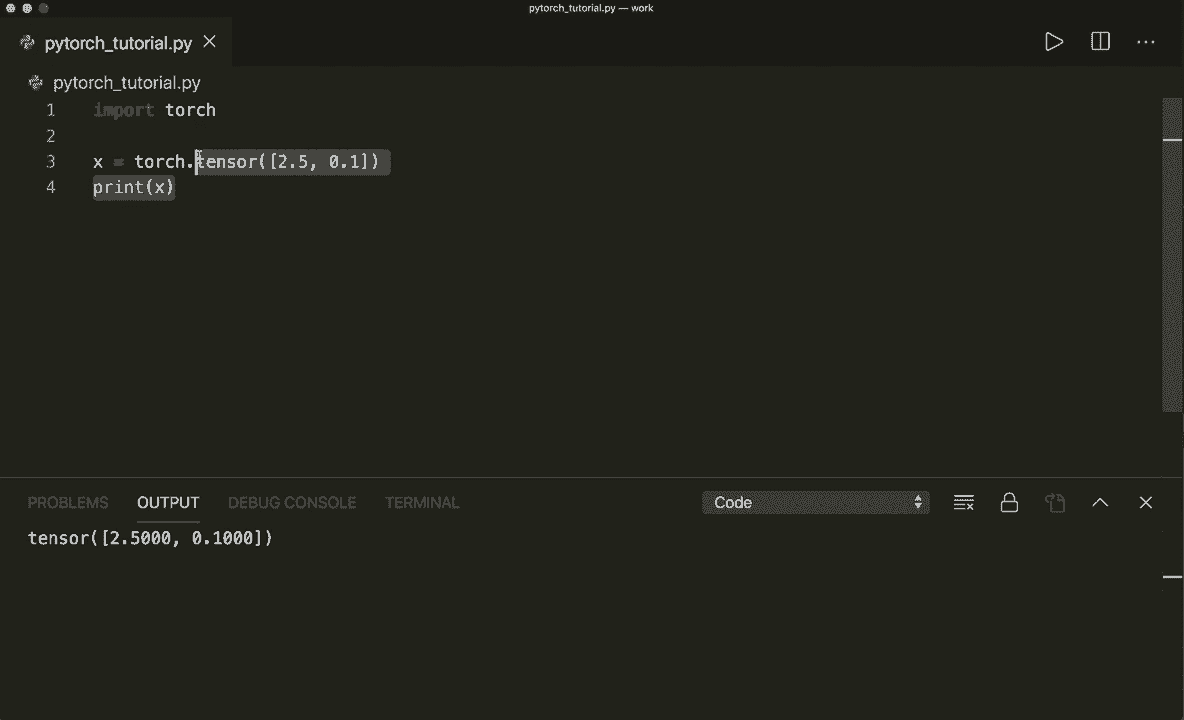 pytorch_tutorial.py — work
pytorch_tutorial.py
pytorch_tutorial.py
1 import torch
2
3 x = torch.tensor([2.5, 0.1])
4 print(x)
PROBLEMS OUTPUT DEBUG CONSOLE TERMINAL Code
tensor([2.5000, 0.1000])